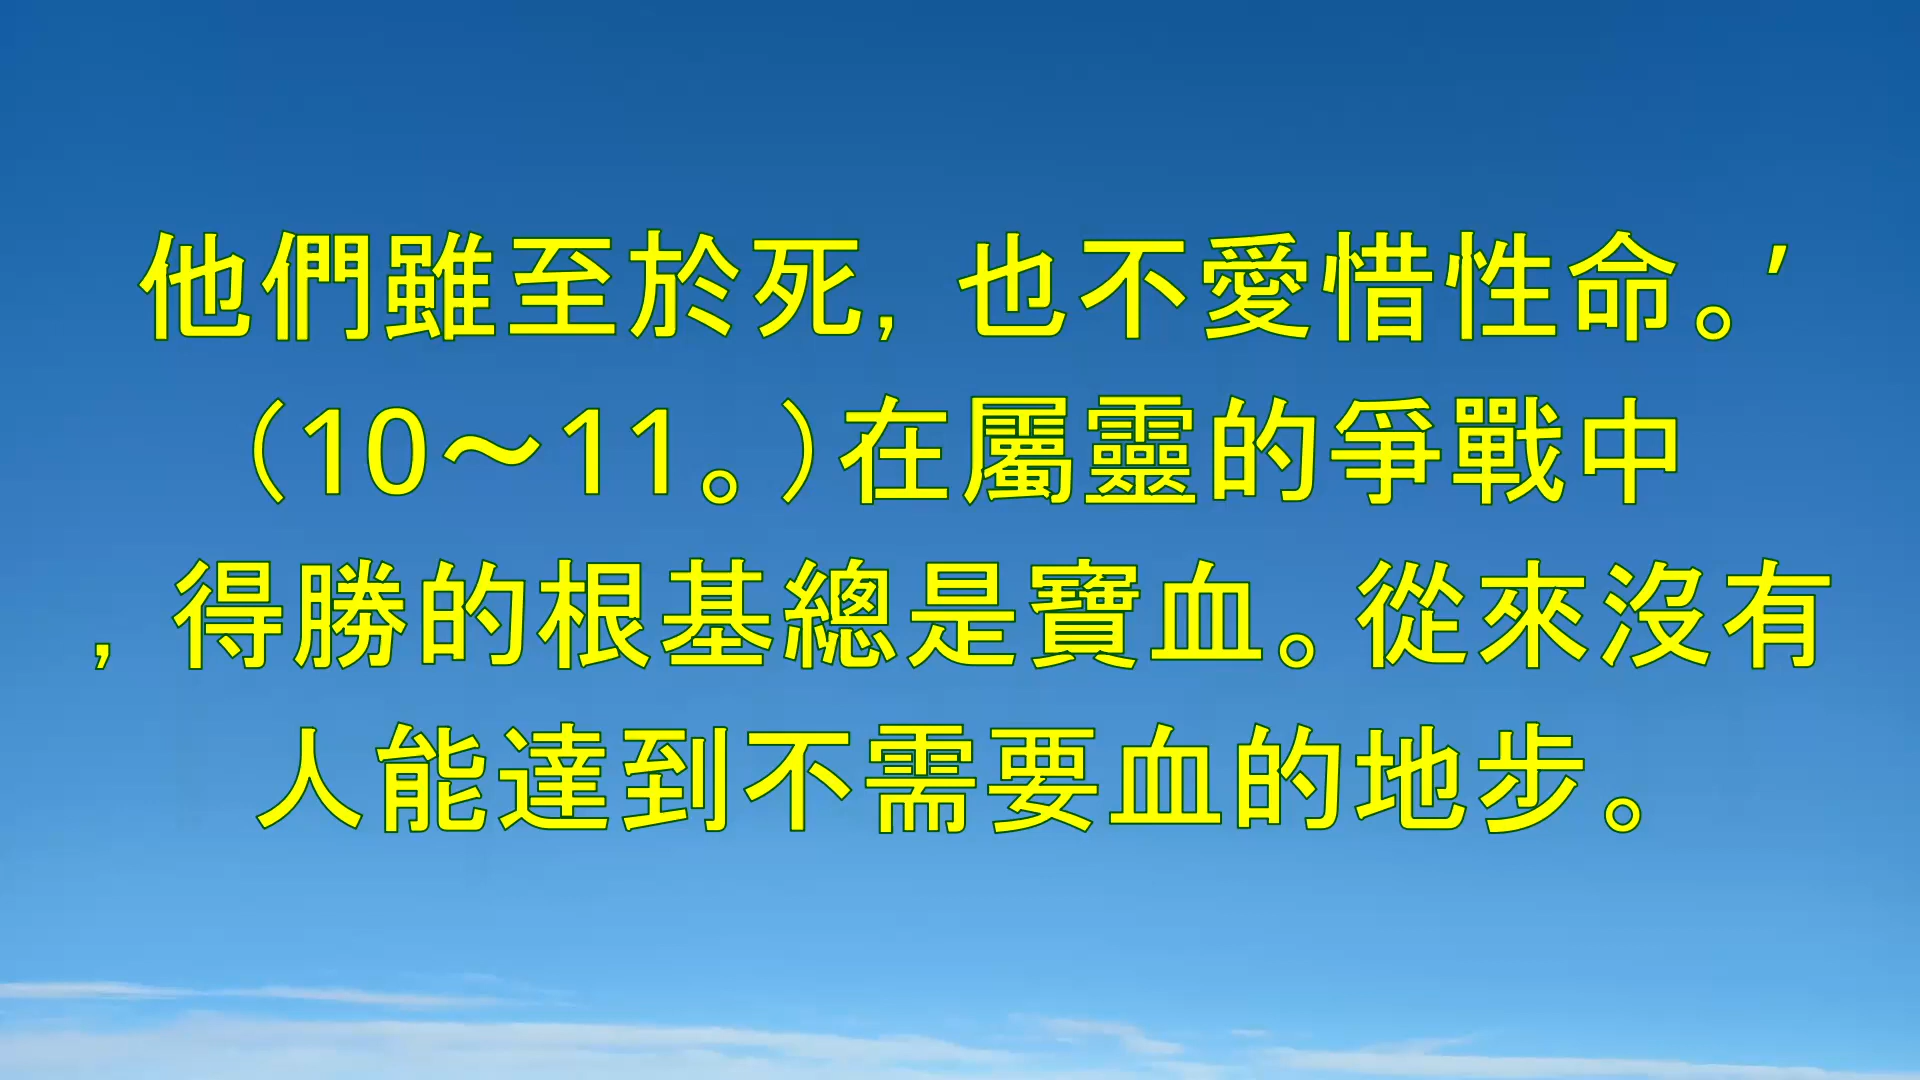 他們雖至於死，也不愛惜性命。’
（10～11。）在屬靈的爭戰中
，得勝的根基總是寶血。從來沒有
人能達到不需要血的地步。